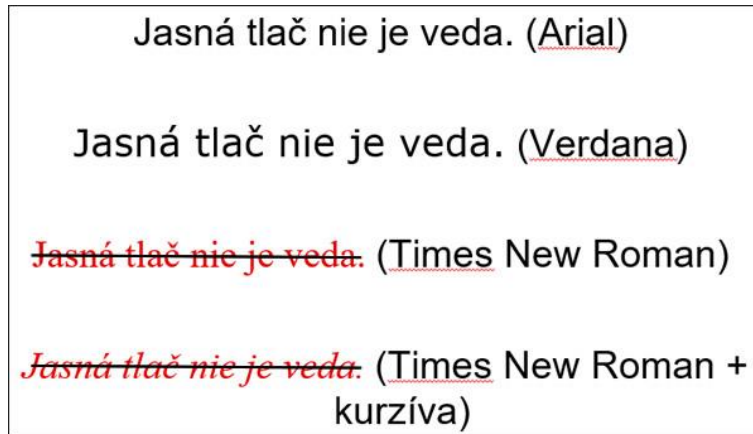 Jasná tlač nie je veda. (Arial)
Jasná tlač nie je veda. (Verdana)
Jasná tlač nie je veda. (Times New Roman)
Jasná tlač nie je veda. (Times New Roman +
kurzíva)